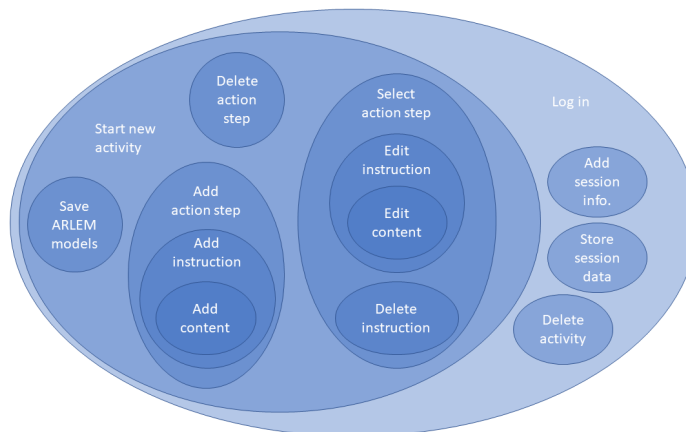 Delete
action
step
Select
action step
Log in
Start new
activity
Edit
instruction
Add
session
info.
Add
action step
Save
ARLEM
models
Edit
content
Add
instruction
Store
session
data
Add
content
Delete
instruction
Delete
activity